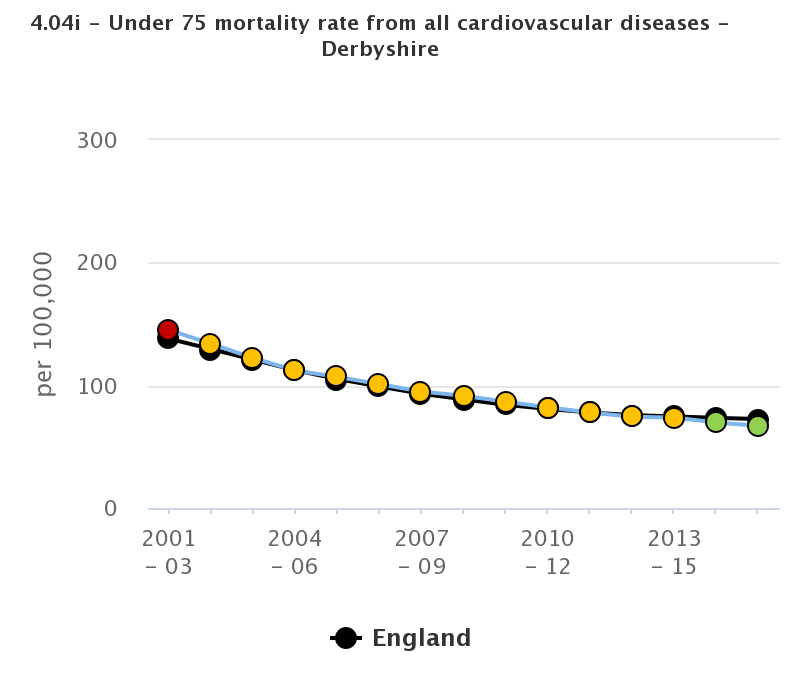 4.04i – Under 75 mortality rate from all cardiovascular diseases –
Derbyshire
per 100,000
300
200
100
0
2001 2004 2007 2010 2013
– 03 – 06 – 09 – 12 – 15
England